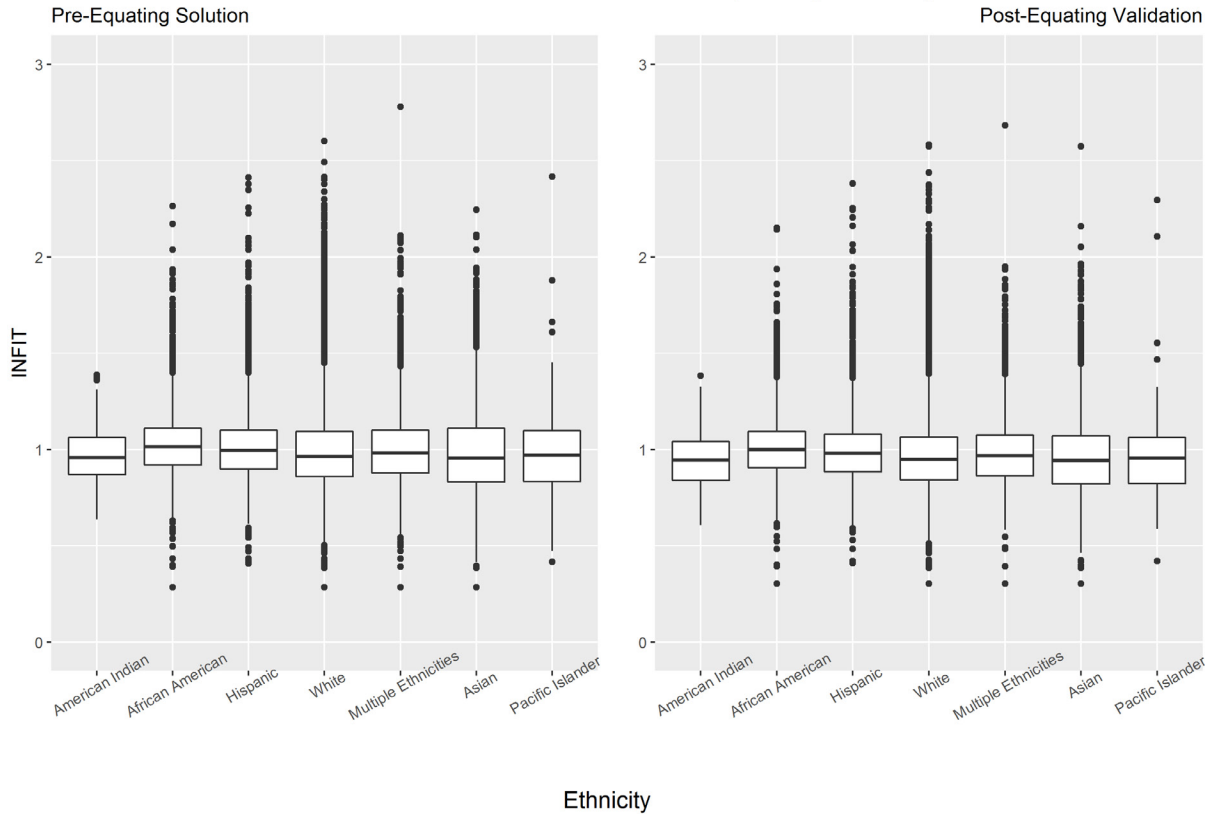 Pre-Equating Solution
Post-Equating Validation
INFIT
3
2
1
0
American Indian
African American
Hispanic
White
Multiple Ethnicities
Asian
Pacific Islander
3
2
1
0
American Indian
African American
Hispanic
White
Multiple Ethnicities
Asian
Pacific Islander
Ethnicity